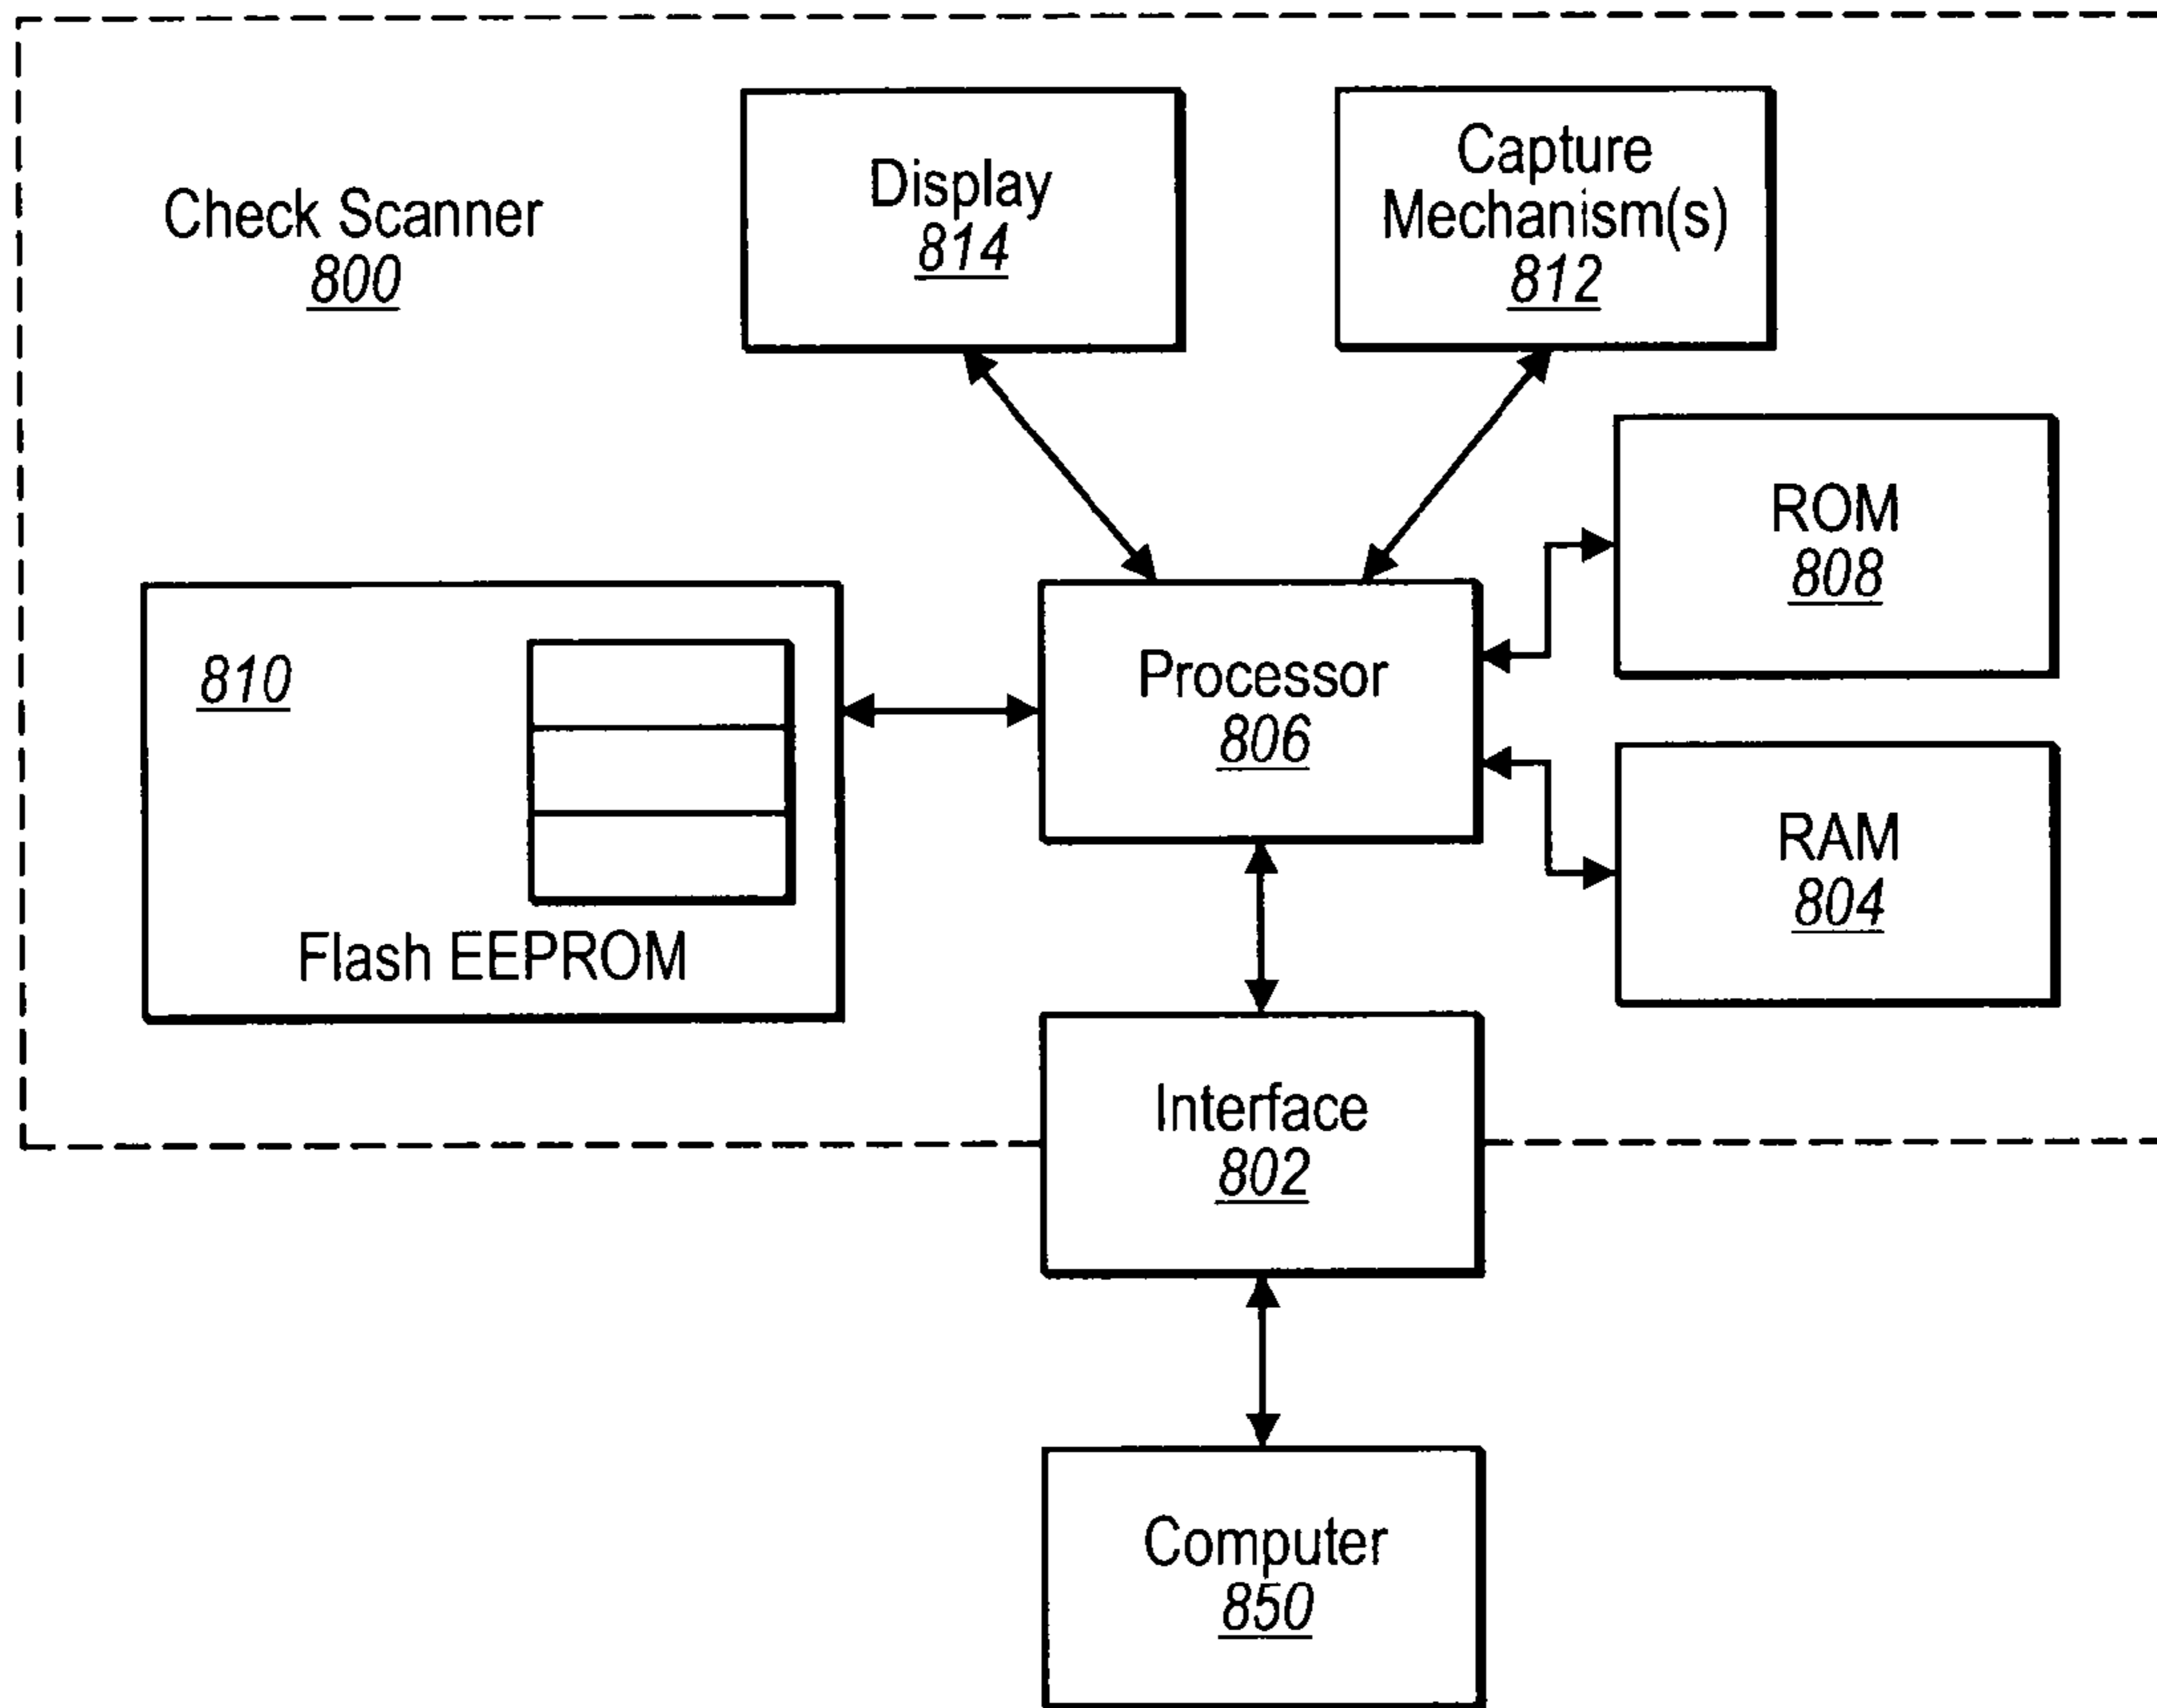 Check Scanner
800
Display
814
Capture
Mechanism(s)
812
ROM
808
810
Flash EEPROM
Processor
806
RAM
804
Interface
802
Computer
850